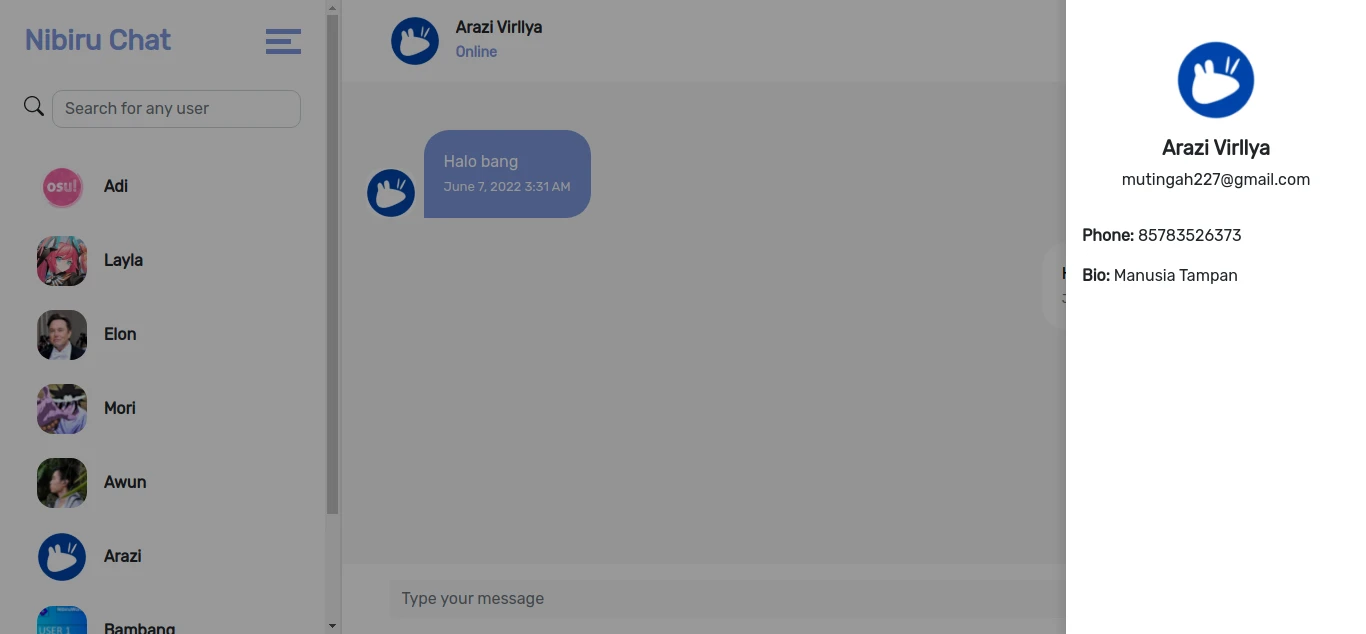 Nibiru Chat
Search for any user
osu!
Adi
Layla
Elon
Mori
Awun
Arazi
USER 1
Bambang
Arazi Virllya
Online
Halo bang
June 7, 2022 3:31 AM
Type your message
Arazi Virllya
mutingah227@gmail.com
Phone: 85783526373
Bio: Manusia Tampan